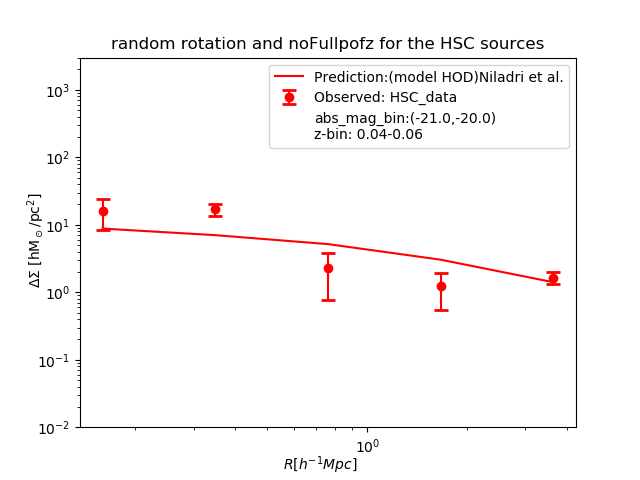 random rotation and noFullpofz for the HSC sources
Prediction:(model HOD)Niladri et al.
Observed: HSC_data
abs_mag_bin:(-21.0,-20.0)
z-bin: 0.04-0.06
10³
10²
10¹
10⁰
10⁻¹
10⁻²
ΔΣ [hM⊙/pc²]
10⁰
R[h⁻¹Mpc]